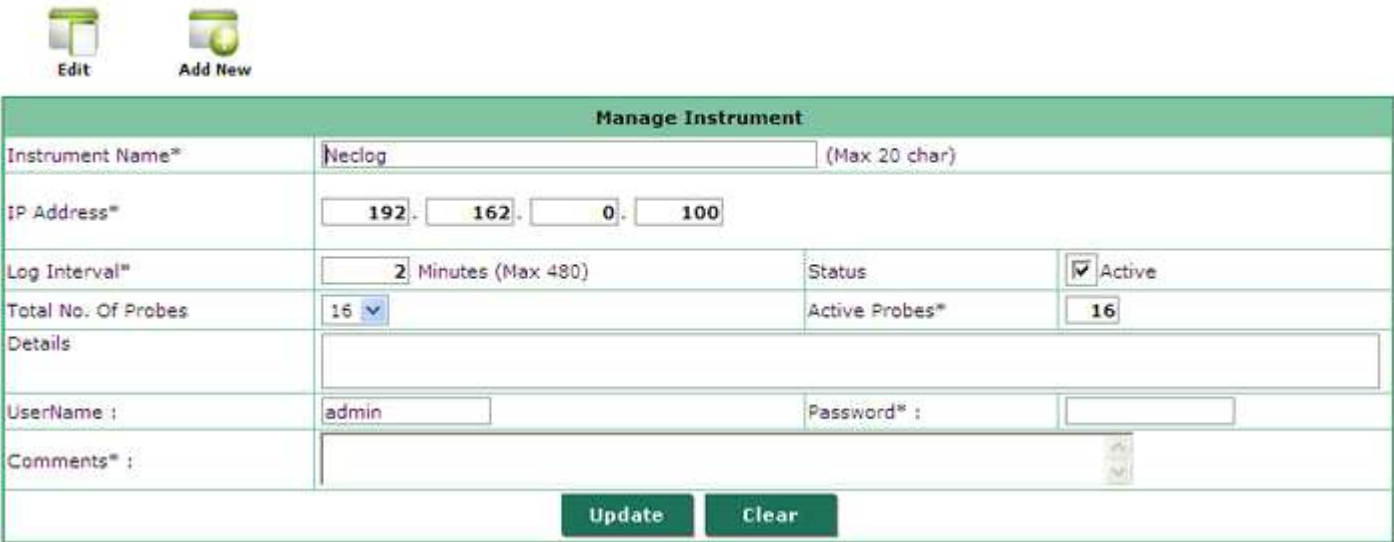 Edit Add New
Manage Instrument
Instrument Name* Neclog (Max 20 char)
IP Address* 192. 162. 0. 100
Log Interval* 2 Minutes (Max 480) Status Active
Total No. Of Probes 16 Active Probes* 16
Details
UserName : admin Password* :
Comments* :
Update Clear